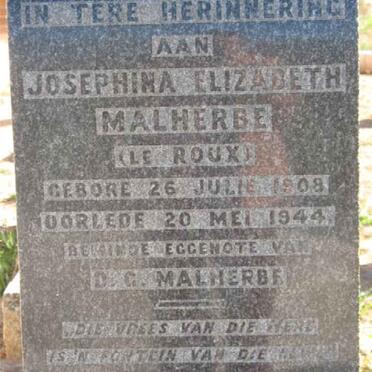 IN TERE HERINNERING
AAN
JOSEPHINA ELIZABETH
MALHERBE
(LE ROUX)
GEBORE 26 JULIE 1908
OORLEDE 20 MEI 1944
BEMINDE EGGENOTE VAN
D. G. MALHERBE
DIE VREES VAN DIE HERE
IS 'N FONTEIN VAN DIE